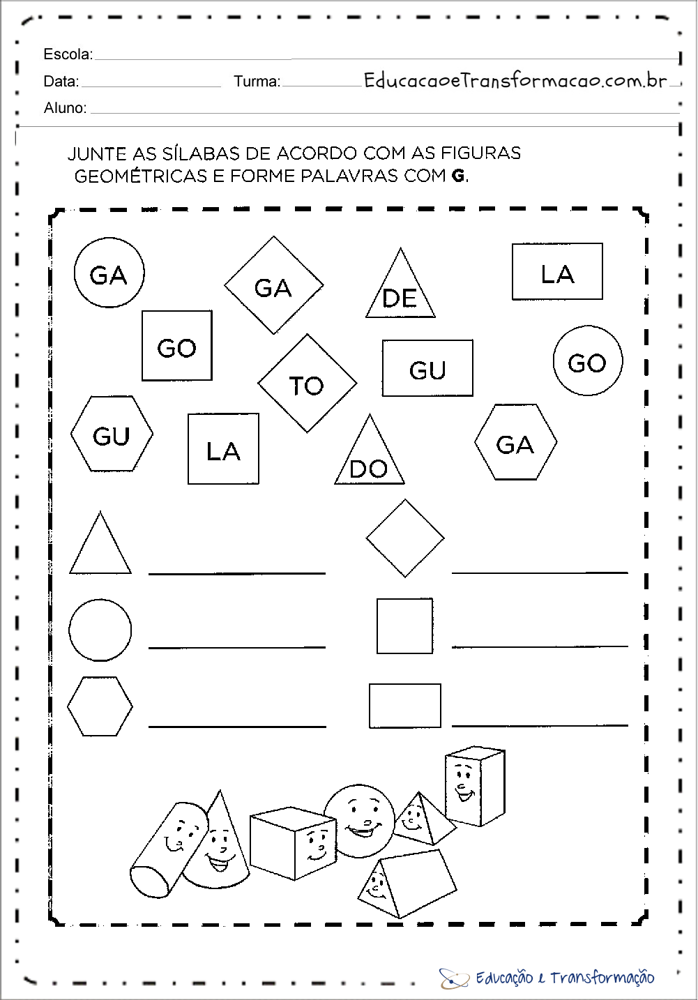 Escola:
Data: Turma: EducacaoeTransformacao.com.br
Aluno:
JUNTE AS SÍLABAS DE ACORDO COM AS FIGURAS
GEOMÉTRICAS E FORME PALAVRAS COM G.
GA GA DE LA
GO TO GU GO
GU LA DO GA
Educação e Transformação